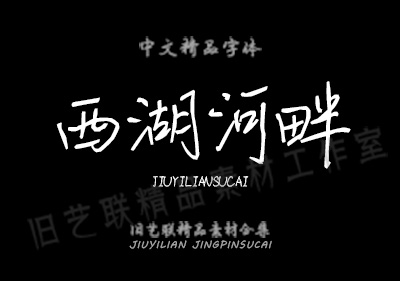 中文精品字体
西湖河畔
JIUYILIANSUCAI
旧艺联精品素材工作室
旧艺联精品素材合集
JIUYILIAN JINGPINSUCAI